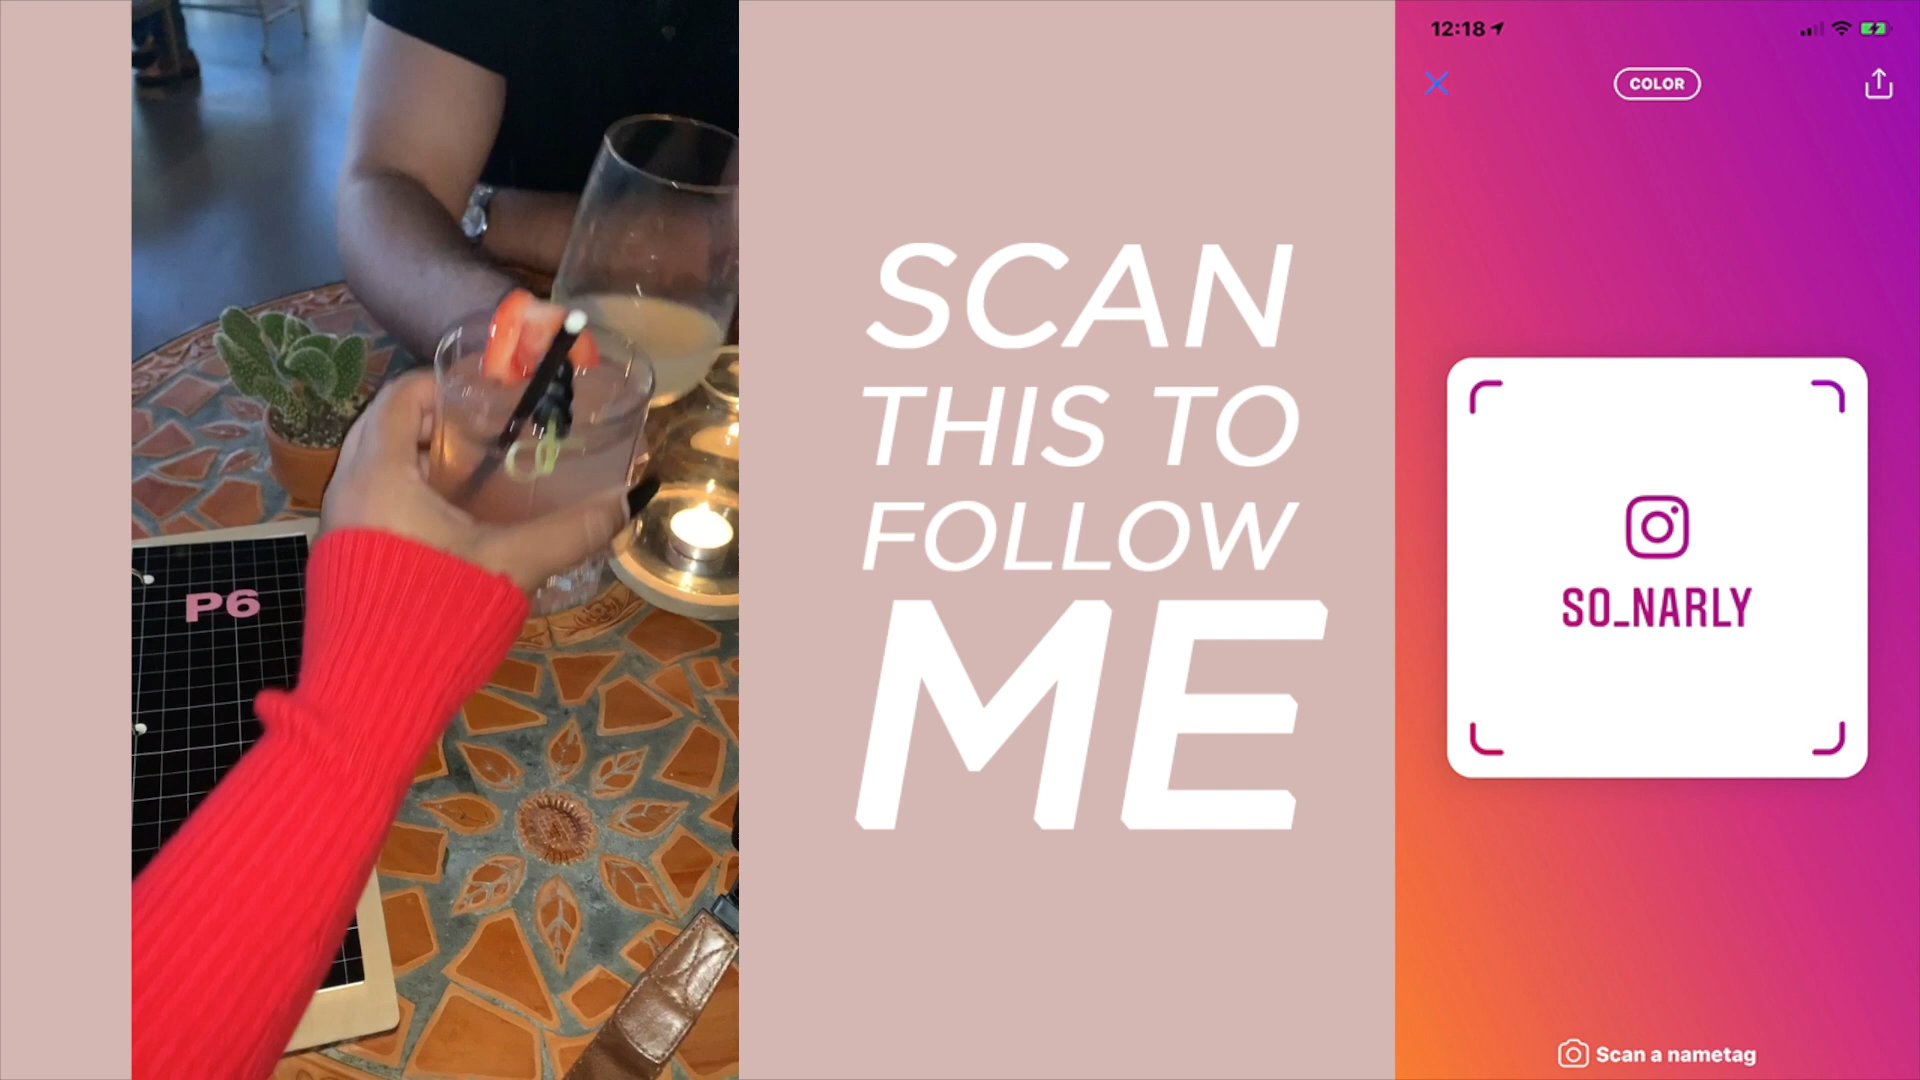 P6
SCAN
THIS TO
FOLLOW
ME
12:18
COLOR
SO_NARLY
Scan a nametag